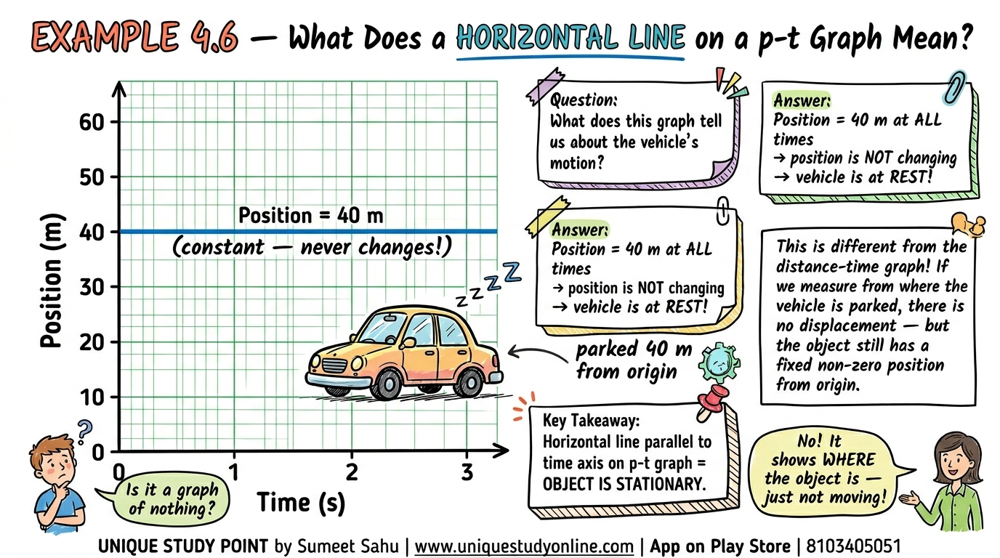 EXAMPLE 4.6 — What Does a HORIZONTAL LINE on a p-t Graph Mean?
Position (m)
60
50
40
30
20
10
0
Position = 40 m
(constant — never changes!)
z z z Z
0 1 2 3
Time (s)
Question:
What does this graph tell
us about the vehicle's
motion?
Answer:
Position = 40 m at ALL
times
→ position is NOT changing
→ vehicle is at REST!
Answer:
Position = 40 m at ALL
times
→ position is NOT changing
→ vehicle is at REST!
This is different from the
distance-time graph! If
we measure from where the
vehicle is parked, there is
no displacement — but
the object still has a
fixed non-zero position
from origin.
parked 40 m
from origin
Key Takeaway:
Horizontal line parallel to
time axis on p-t graph =
OBJECT IS STATIONARY.
?
Is it a graph
of nothing?
No! It
shows WHERE
the object is —
just not moving!
UNIQUE STUDY POINT by Sumeet Sahu | www.uniquestudyonline.com | App on Play Store | 8103405051